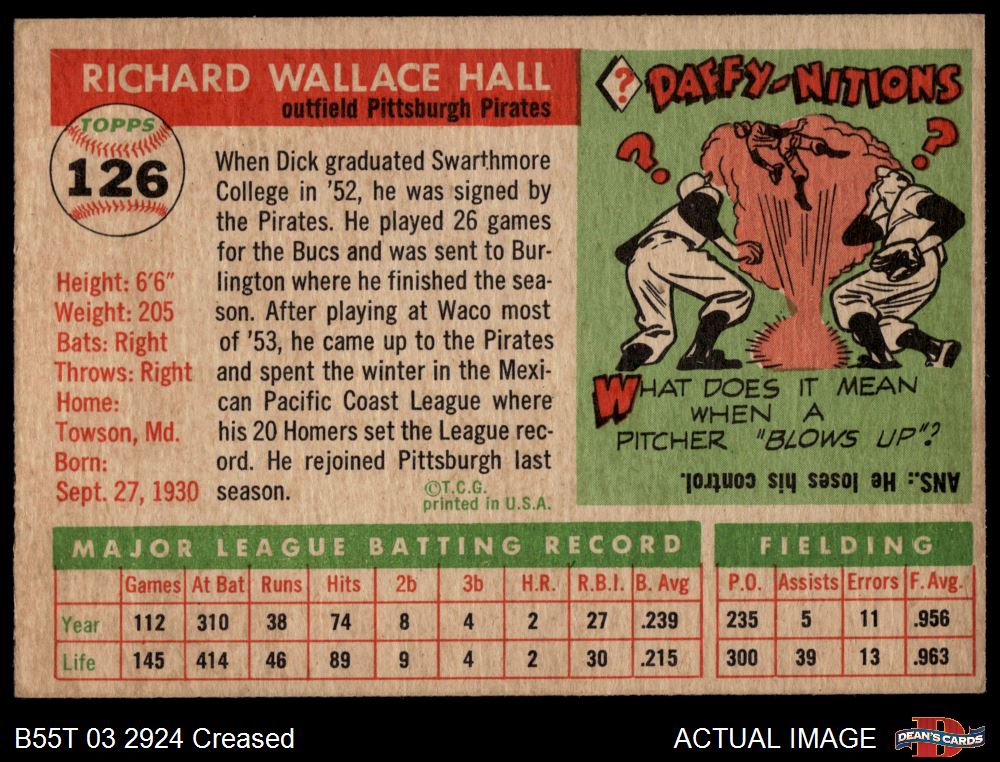 RICHARD WALLACE HALL
outfield Pittsburgh Pirates
TOPPS
126
Height: 6'6"
Weight: 205
Bats: Right
Throws: Right
Home:
Towson, Md.
Born:
Sept. 27, 1930
When Dick graduated Swarthmore
College in '52, he was signed by
the Pirates. He played 26 games
for the Bucs and was sent to Bur-
lington where he finished the sea-
son. After playing at Waco most
of '53, he came up to the Pirates
and spent the winter in the Mexi-
can Pacific Coast League where
his 20 Homers set the League rec-
ord. He rejoined Pittsburgh last
season.
©T.C.G.
printed in U.S.A.
? DAFFY-NITIONS
? ?
WHAT DOES IT MEAN
WHEN A
PITCHER "BLOWS UP"?
ANS.: He loses his control.
MAJOR LEAGUE BATTING RECORD FIELDING
Games At Bat Runs Hits 2b 3b H.R. R.B.I. B. Avg P.O. Assists Errors F. Avg.
Year 112 310 38 74 8 4 2 27 .239 235 5 11 .956
Life 145 414 46 89 9 4 2 30 .215 300 39 13 .963
B55T 03 2924 Creased ACTUAL IMAGE
D
DEAN'S CARDS